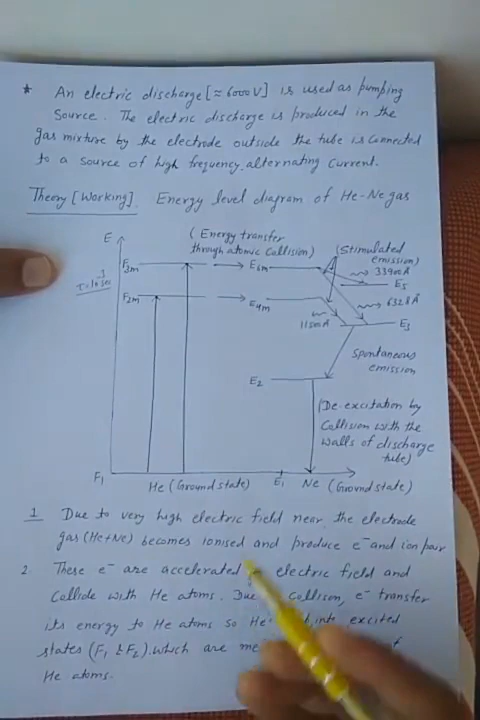 * An electric discharge [≈ 6000V] is used as pumping
Source. The electric discharge is produced in the
gas mixture by the electrode outside the tube is connected
to a source of high frequency alternating current.
Theory [Working] Energy level diagram of He-Ne gas
E
(Energy transfer
through atomic Collision)
(Stimulated
emission)
F3m
E6m
33900Å
E5
F2m
E4m
6328Å
11500Å
E3
Spontaneous
emission
E2
(De-excitation by
Collision with the
walls of discharge
tube)
F1
He (Ground state)
E1
Ne (Ground state)
1 Due to very high electric field near the electrode
gas (He+Ne) becomes ionised and produce e⁻ and ion pair
2. These e⁻ are accelerated electric field and
Collide with He atoms. Collison, e⁻ transfer
its energy to He atoms so into excited
states (F1 & F2). which are
He atoms.